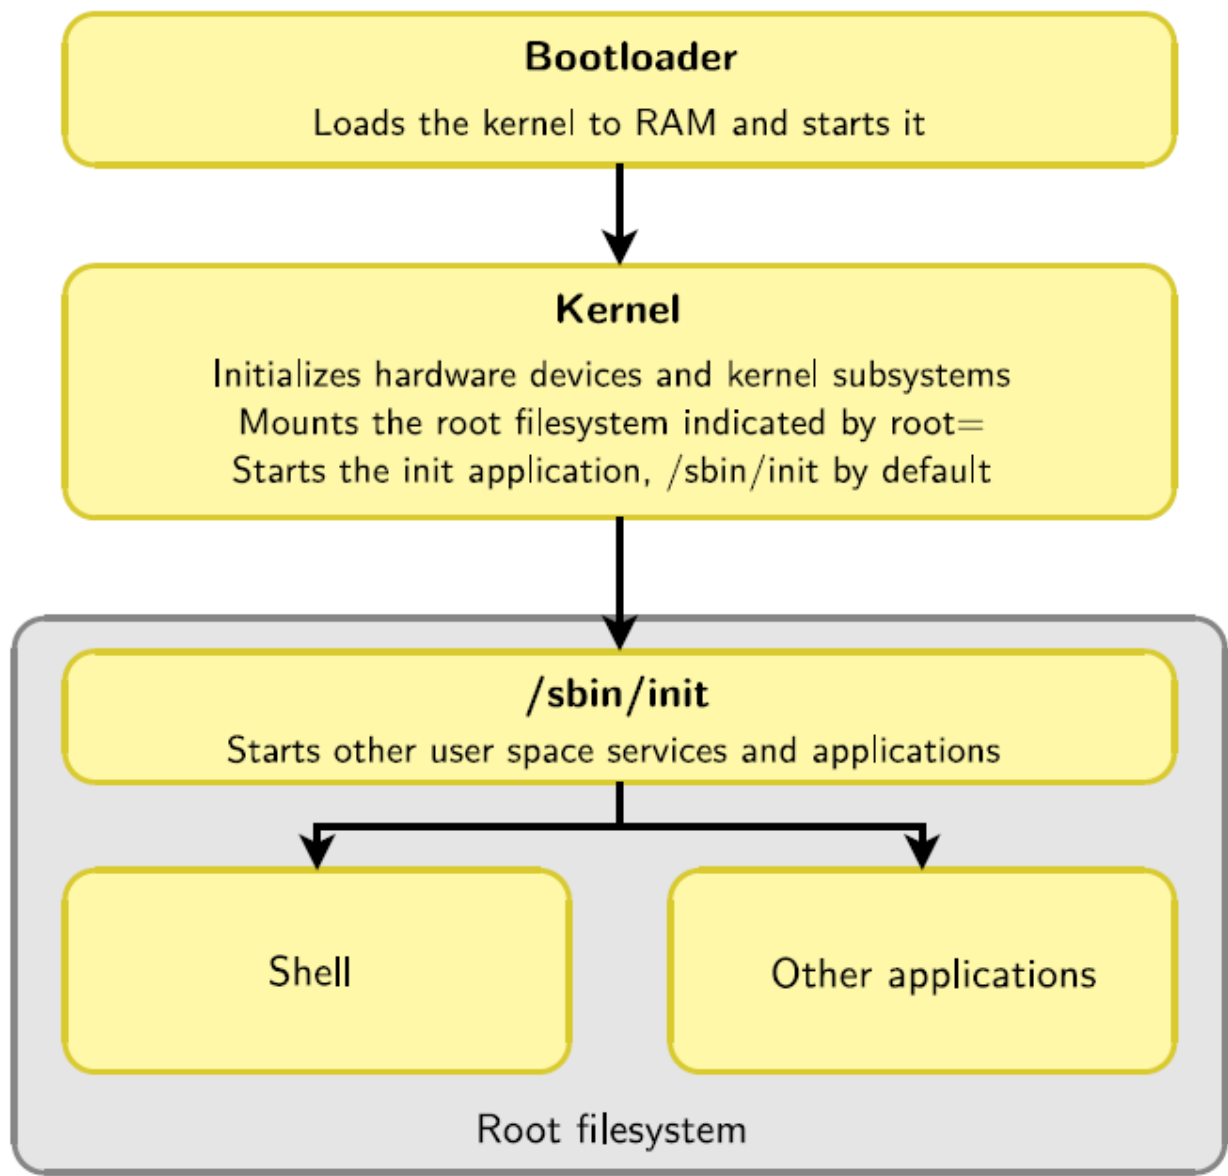 Bootloader
Loads the kernel to RAM and starts it
Kernel
Initializes hardware devices and kernel subsystems
Mounts the root filesystem indicated by root=
Starts the init application, /sbin/init by default
/sbin/init
Starts other user space services and applications
Shell
Other applications
Root filesystem